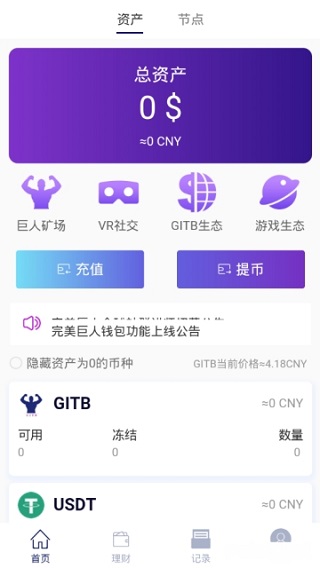 资产 节点
总资产
0 $
≈0 CNY
巨人矿场 VR社交 GITB生态 游戏生态
充值 提币
完美巨人钱包功能上线公告
隐藏资产为0的币种 GITB当前价格≈4.18CNY
GITB ≈0 CNY
可用 冻结 数量
0 0 0
USDT ≈0 CNY
首页 理财 记录